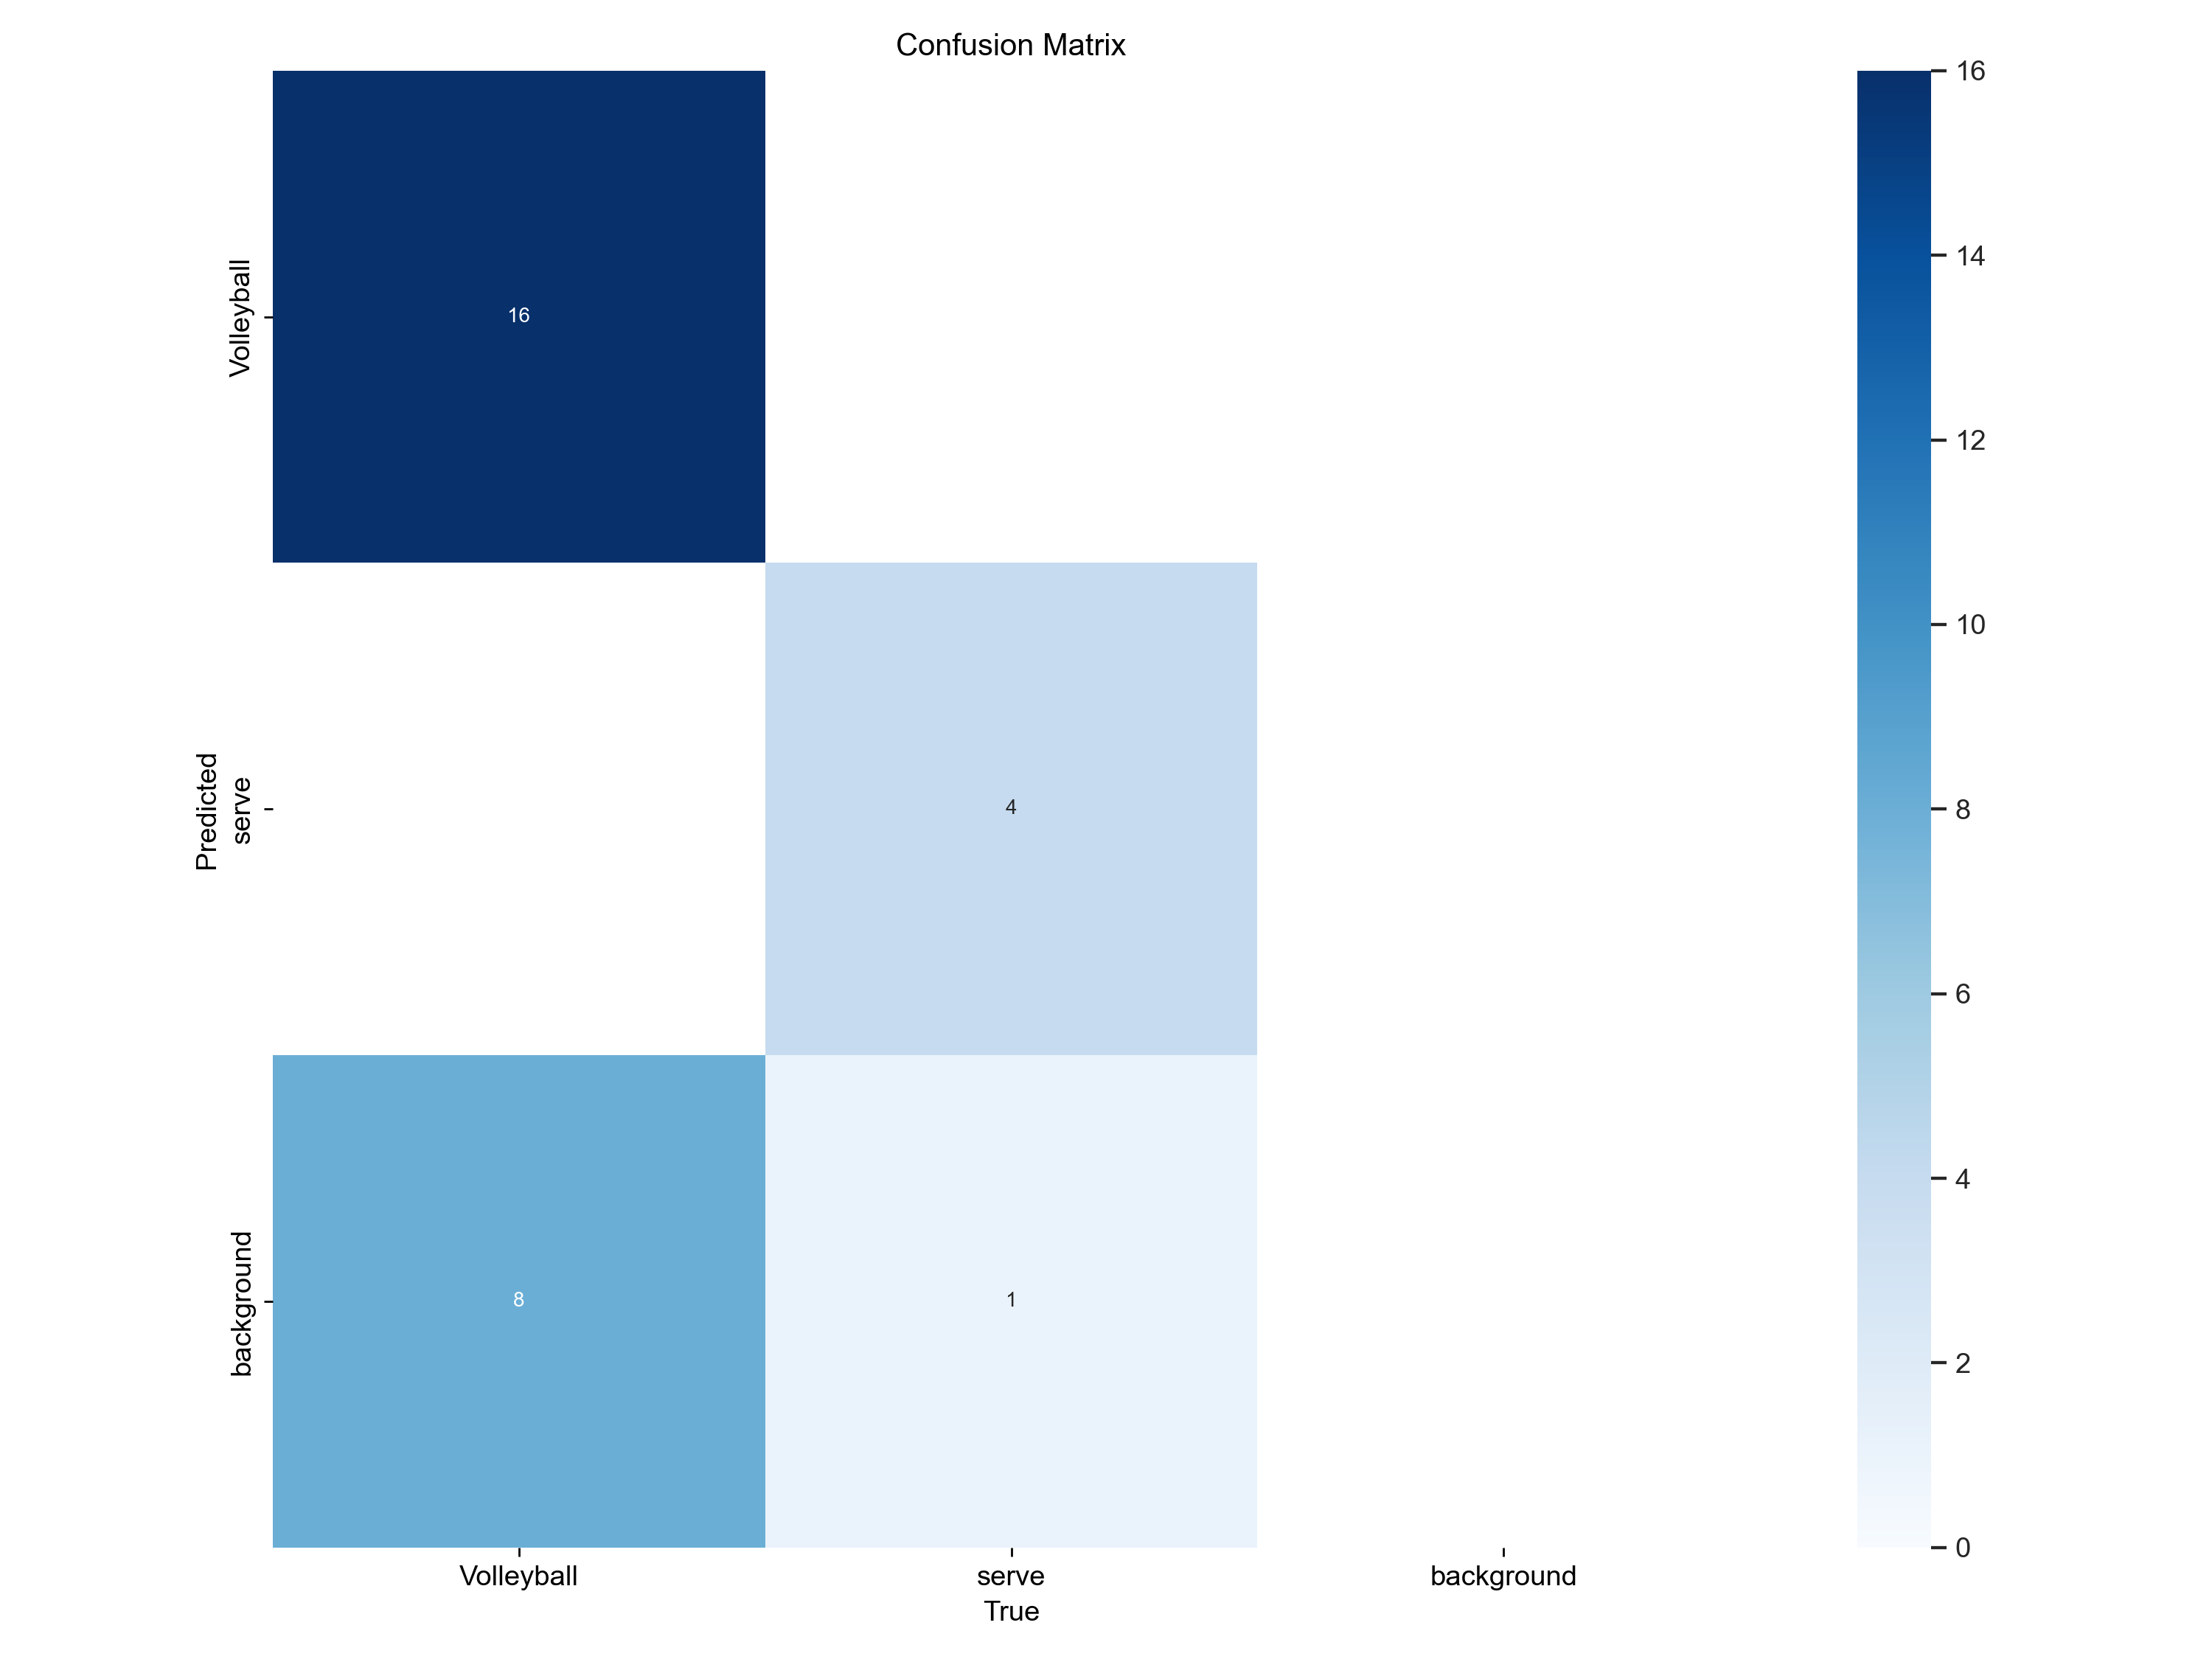 Confusion Matrix
Volleyball
16
Predicted
serve
4
background
8
1
Volleyball
serve
background
True
16
14
12
10
8
6
4
2
0